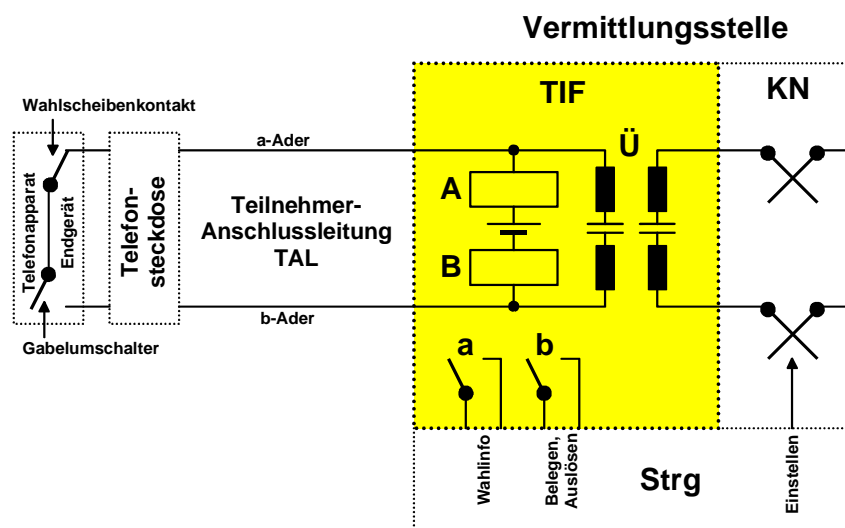 Vermittlungsstelle
TIF
KN
Wahlscheibenkontakt
a-Ader
Ü
Telefonapparat
Endgerät
Telefon-
steckdose
Teilnehmer-
Anschlussleitung
TAL
A
B
b-Ader
Gabelumschalter
a
b
Wahlinfo
Belegen,
Auslösen
Strg
Einstellen